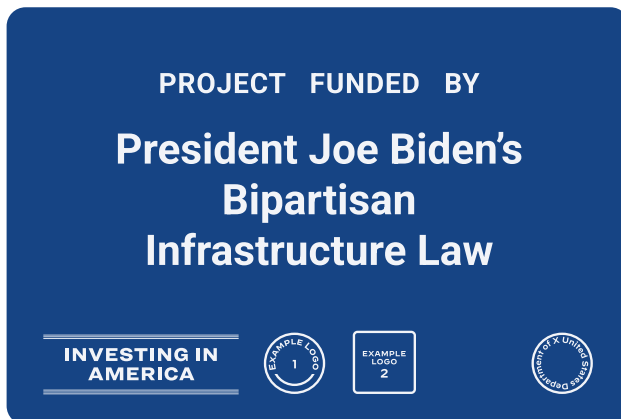 PROJECT FUNDED BY
President Joe Biden’s
Bipartisan
Infrastructure Law
INVESTING IN
AMERICA
EXAMPLE LOGO
1
EXAMPLE
LOGO
2
Department of X United States